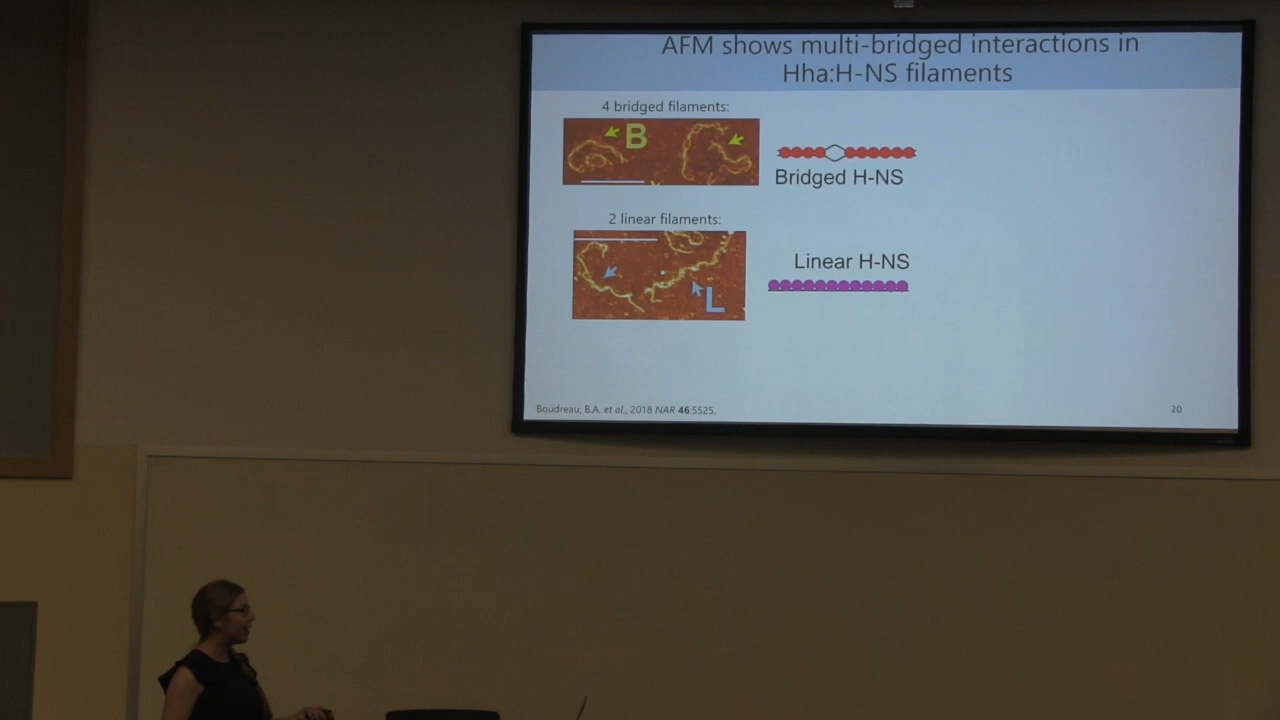 AFM shows multi-bridged interactions in
Hha:H-NS filaments
4 bridged filaments:
B
Bridged H-NS
2 linear filaments:
L
Linear H-NS
Boudreau, B.A. et al., 2018 NAR 46:5525.
20